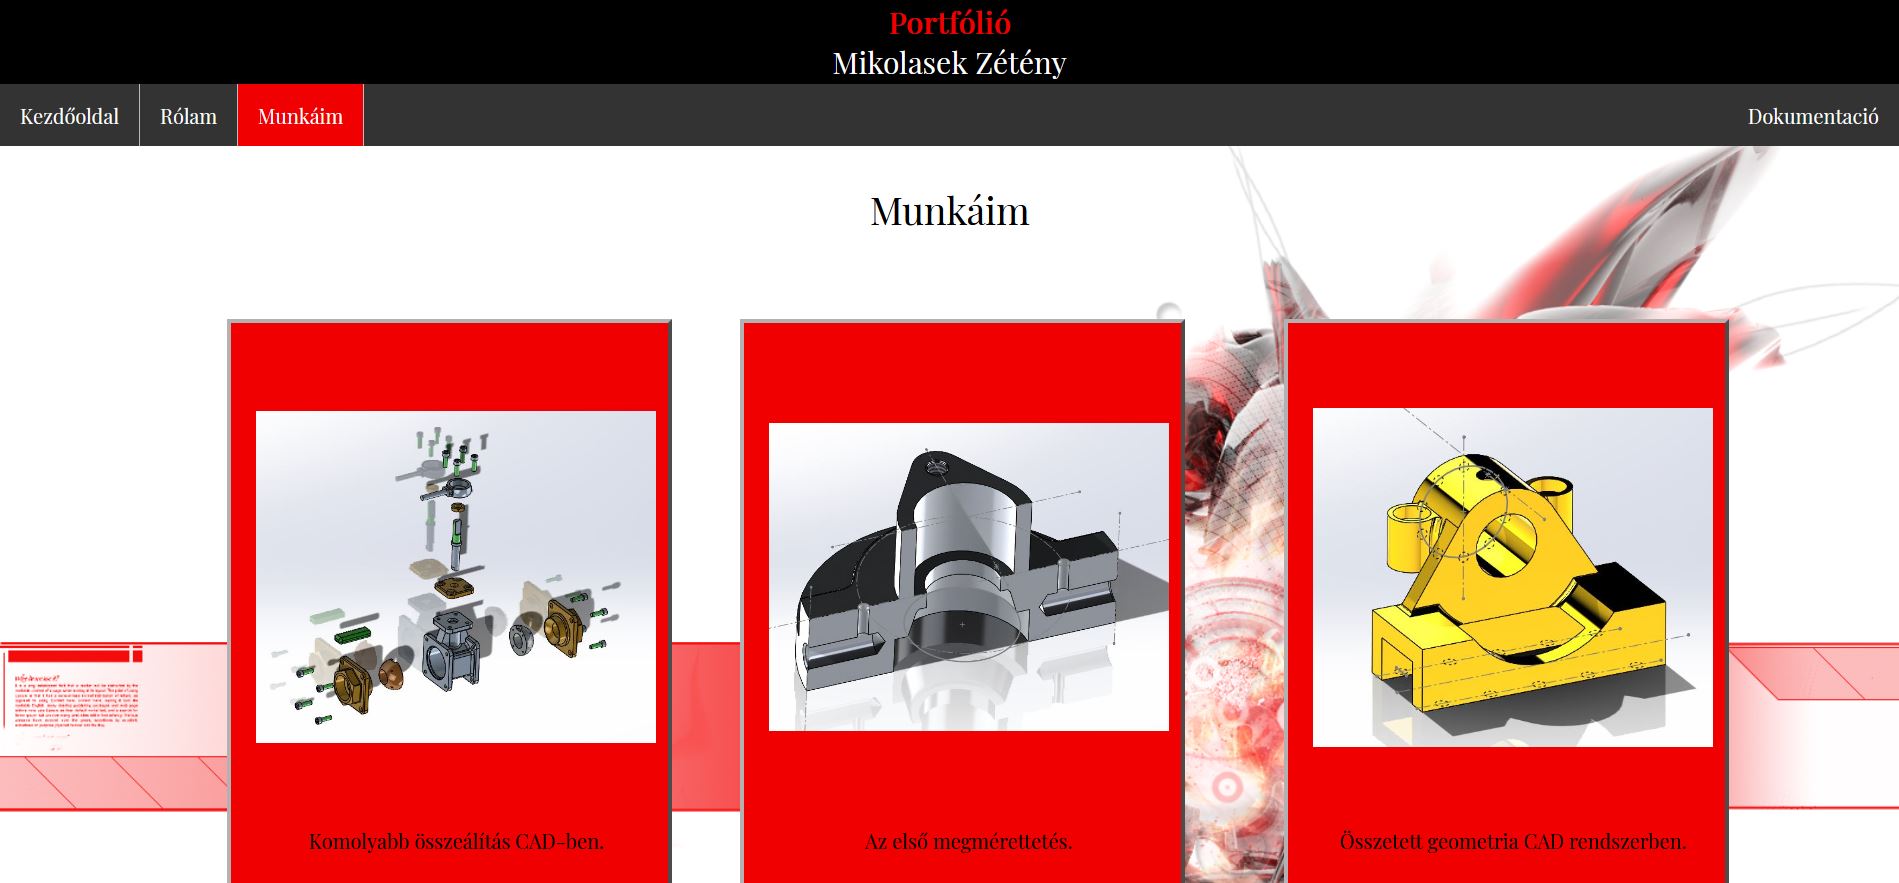 Portfólió
Mikolasek Zétény
Kezdőoldal
Rólam
Munkáim
Dokumentació
Munkáim
Komolyabb összeálítás CAD-ben.
Az első megmérettetés.
Összetett geometria CAD rendszerben.